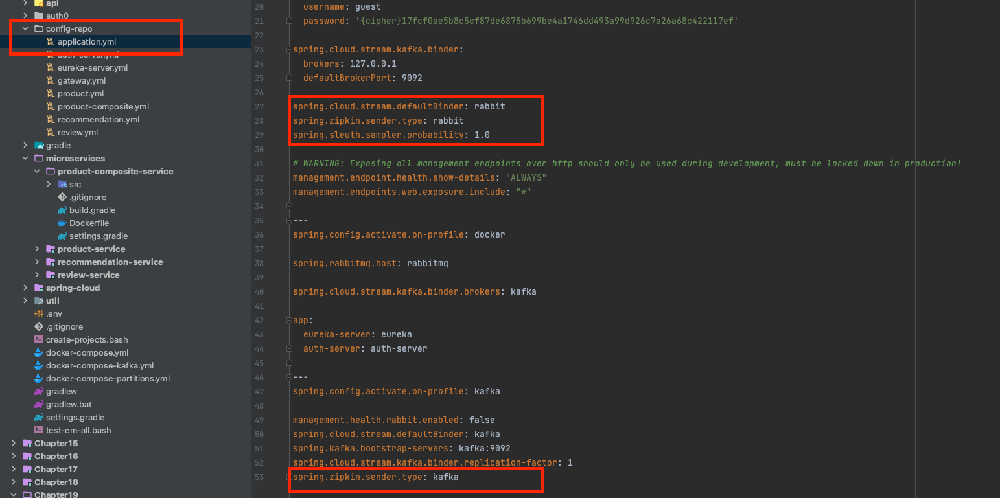 api
auth0
config-repo
application.yml
auth-server.yml
eureka-server.yml
gateway.yml
product.yml
product-composite.yml
recommendation.yml
review.yml
gradle
microservices
product-composite-service
src
.gitignore
build.gradle
Dockerfile
settings.gradle
product-service
recommendation-service
review-service
spring-cloud
util
.env
.gitignore
create-projects.bash
docker-compose.yml
docker-compose-kafka.yml
docker-compose-partitions.yml
gradlew
gradlew.bat
settings.gradle
test-em-all.bash
Chapter15
Chapter16
Chapter17
Chapter18
Chapter19
20 username: guest
21 password: '{cipher}17fcf0ae5b8c5cf87de6875b699be4a1746dd493a99d926c7a26a68c422117ef'
22
23 spring.cloud.stream.kafka.binder:
24 brokers: 127.0.0.1
25 defaultBrokerPort: 9092
26
27 spring.cloud.stream.defaultBinder: rabbit
28 spring.zipkin.sender.type: rabbit
29 spring.sleuth.sampler.probability: 1.0
30
31 # WARNING: Exposing all management endpoints over http should only be used during development, must be locked down in production!
32 management.endpoint.health.show-details: "ALWAYS"
33 management.endpoints.web.exposure.include: "*"
34
35 ---
36 spring.config.activate.on-profile: docker
37
38 spring.rabbitmq.host: rabbitmq
39
40 spring.cloud.stream.kafka.binder.brokers: kafka
41
42 app:
43 eureka-server: eureka
44 auth-server: auth-server
45
46 ---
47 spring.config.activate.on-profile: kafka
48
49 management.health.rabbit.enabled: false
50 spring.cloud.stream.defaultBinder: kafka
51 spring.kafka.bootstrap-servers: kafka:9092
52 spring.cloud.stream.kafka.binder.replication-factor: 1
53 spring.zipkin.sender.type: kafka